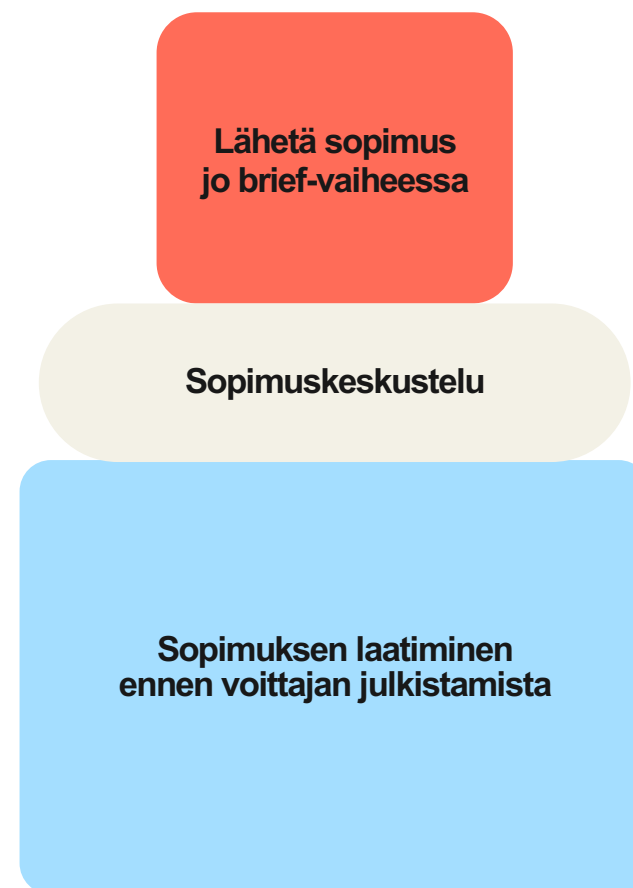 Lähetä sopimus
jo brief-vaiheessa
Sopimuskeskustelu
Sopimuksen laatiminen
ennen voittajan julkistamista